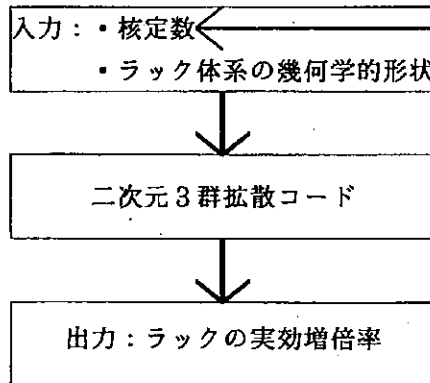 入力:・核定数
・ラック体系の幾何学的形状
二次元3群拡散コード
出力:ラックの実効増倍率